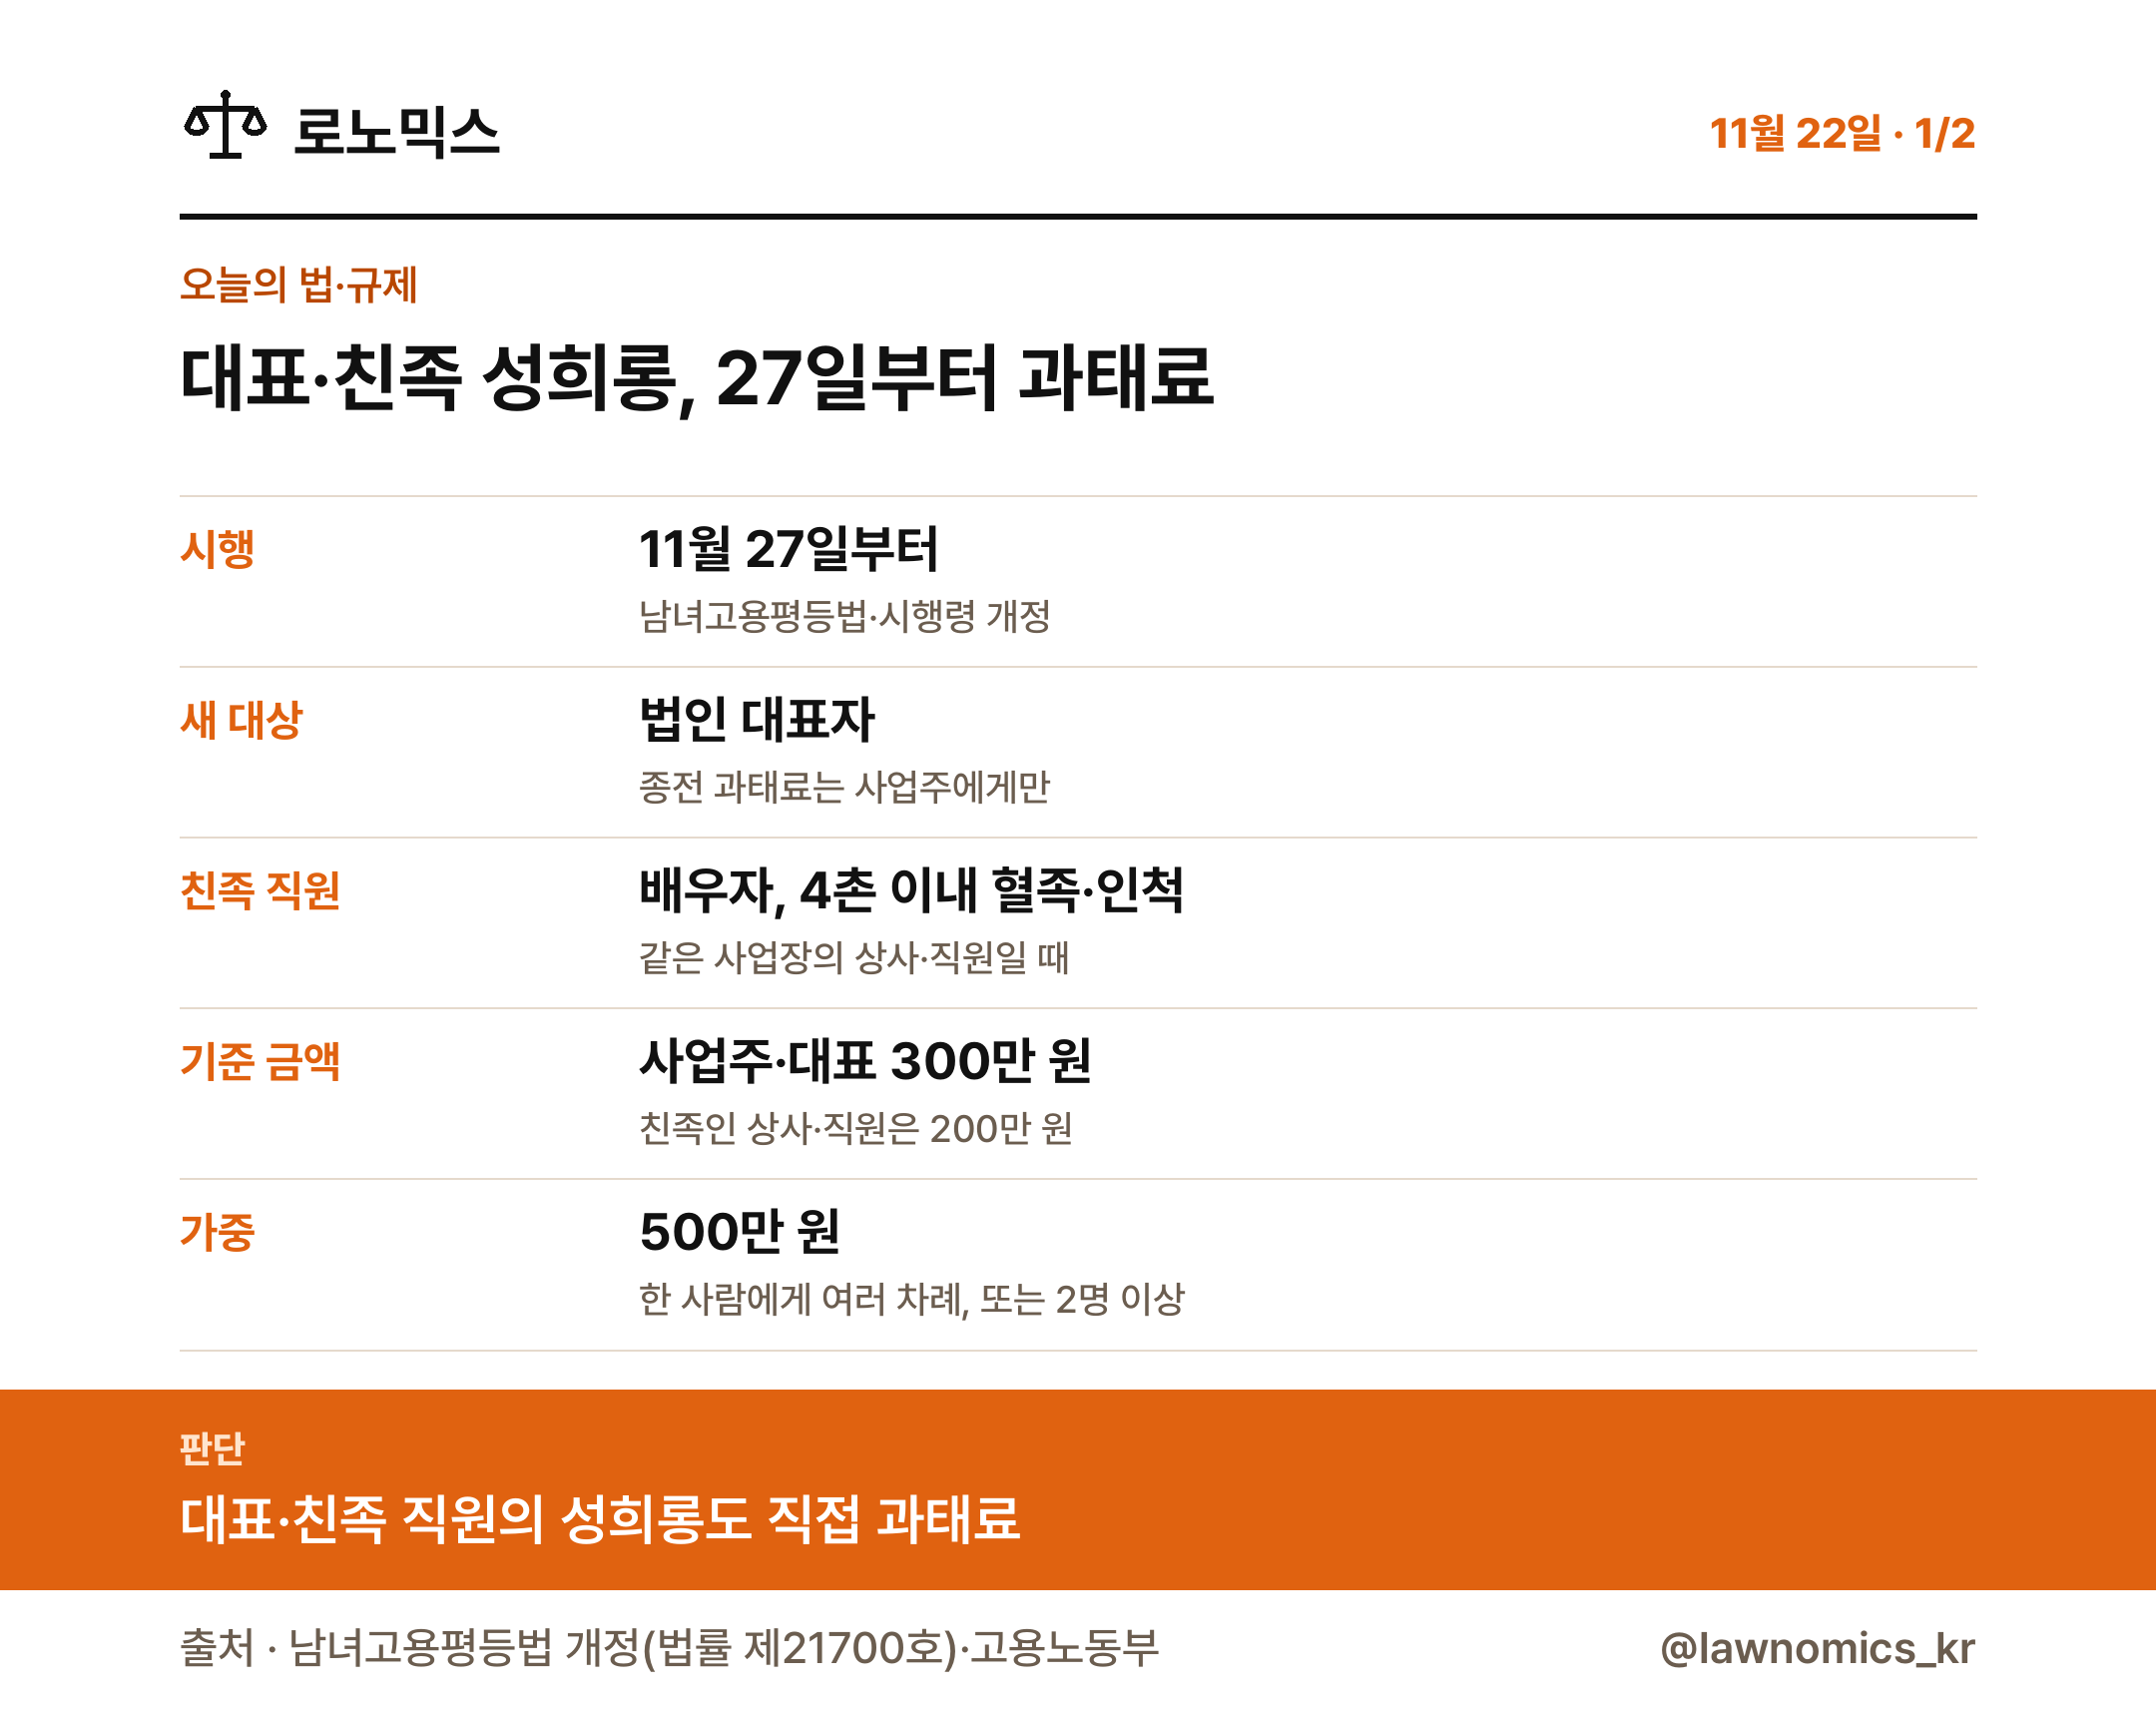 로노믹스
11월 22일 · 1/2
오늘의 법·규제
대표·친족 성희롱, 27일부터 과태료
시행
11월 27일부터
남녀고용평등법·시행령 개정
새 대상
법인 대표자
종전 과태료는 사업주에게만
친족 직원
배우자, 4촌 이내 혈족·인척
같은 사업장의 상사·직원일 때
기준 금액
사업주·대표 300만 원
친족인 상사·직원은 200만 원
가중
500만 원
한 사람에게 여러 차례, 또는 2명 이상
판단
대표·친족 직원의 성희롱도 직접 과태료
출처 · 남녀고용평등법 개정(법률 제21700호)·고용노동부
@lawnomics_kr